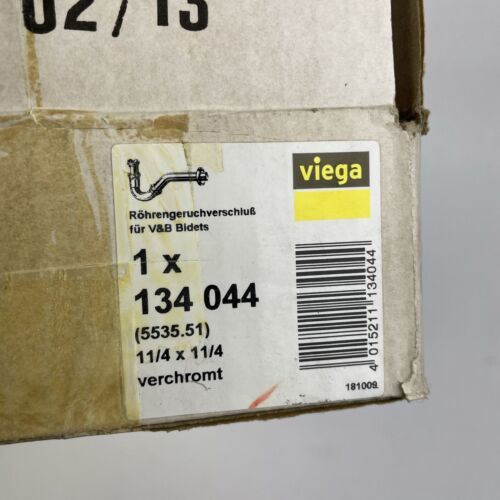 02/13
viega
Röhrengeruchverschluß
für V&B Bidets
1 x
134 044
(5535.51)
11/4 x 11/4
verchromt
4 015211 134044
181009